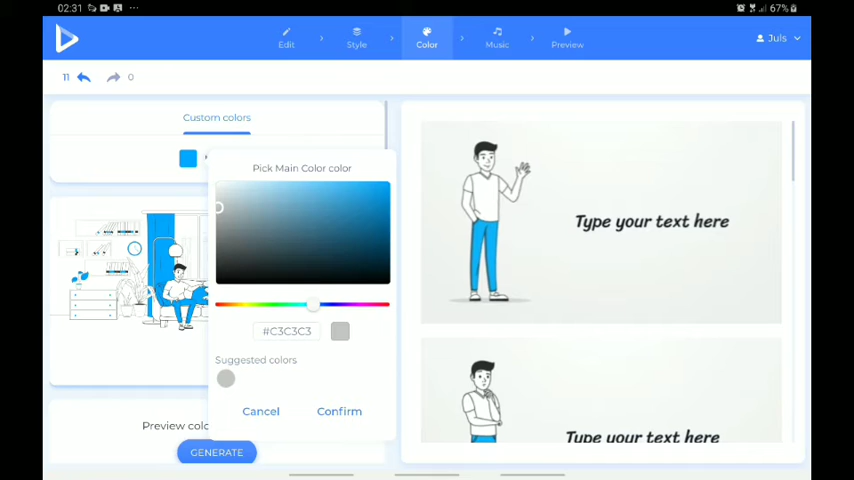 02:31
67%
Edit
Style
Color
Music
Preview
Juls
11
0
Custom colors
Pick Main Color color
#C3C3C3
Suggested colors
Cancel
Confirm
Preview colo
GENERATE
Type your text here
Type your text here